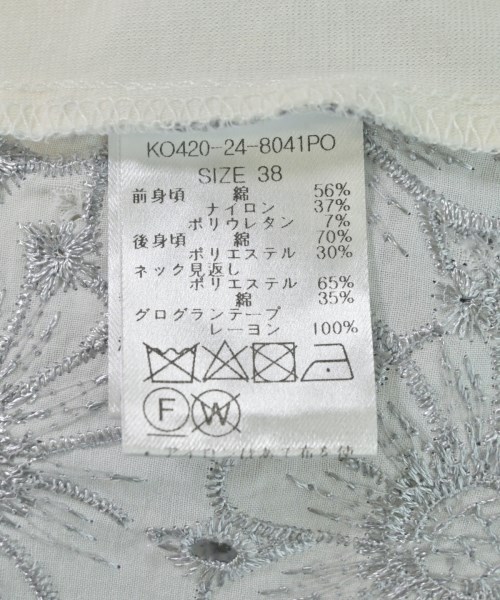 KO420-24-8041PO
SIZE 38
前身頃 綿 56%
ナイロン 37%
ポリウレタン 7%
後身頃 綿 70%
ポリエステル 30%
ネック見返し
ポリエステル 65%
綿 35%
グログランテープ
レーヨン 100%
F W